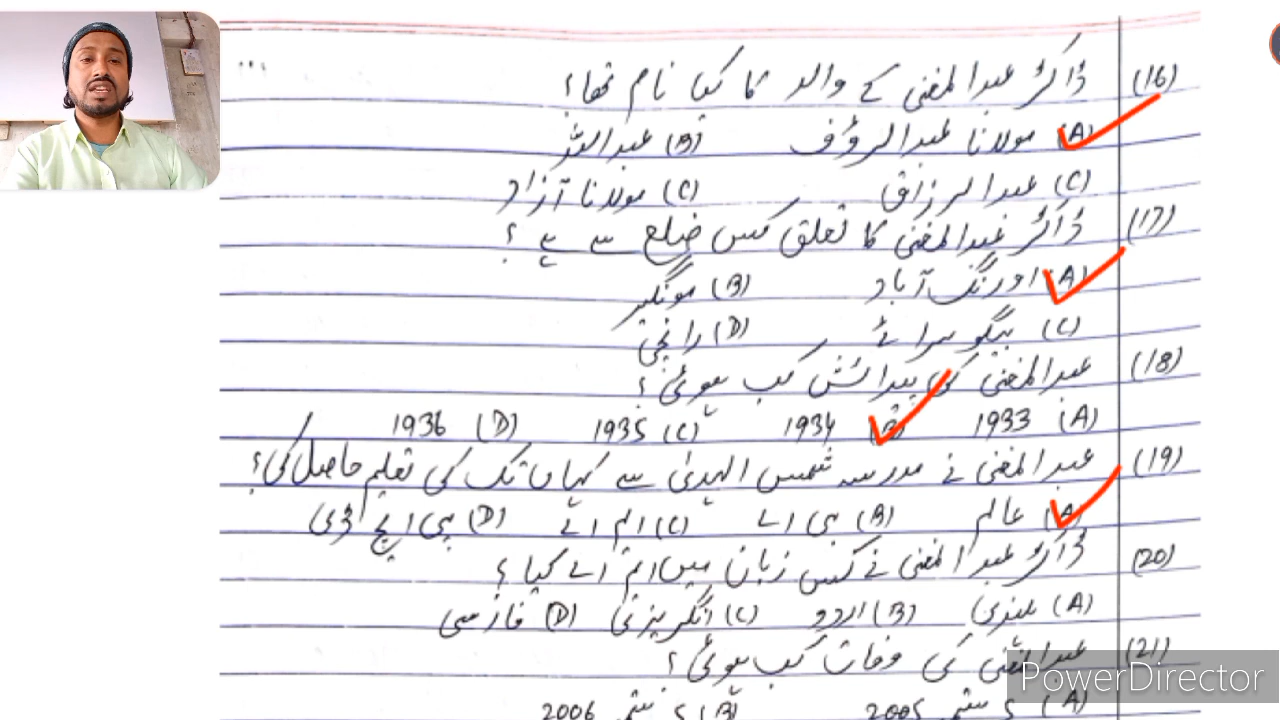 (16) ڈاکٹر عبدالمغنی کے والد کا کیا نام تھا؟
(A) مولانا عبدالرؤف (B) عبداللہ
(C) عبدالرزاق (C) مولانا آزاد
(17) ڈاکٹر عبدالمغنی کا تعلق کس ضلع سے ہے؟
(A) اورنگ آباد (B) مونگیر
(C) بیگوسرائے (D) رانچی
(18) عبدالمغنی کی پیدائش کب ہوئی؟
(A) 1933 (B) 1934 (C) 1935 (D) 1936
(19) عبدالمغنی نے مدرسہ شمس الہدیٰ سے کہاں تک کی تعلیم حاصل کی؟
(A) عالم (B) بی اے (C) ایم اے (D) پی ایچ ڈی
(20) ڈاکٹر عبدالمغنی نے کس زبان میں ایم اے کیا؟
(A) ہندی (B) اردو (C) انگریزی (D) فارسی
(21) عبدالمغنی کی وفات کب ہوئی؟
(A) 2005 (B) 2006
PowerDirector